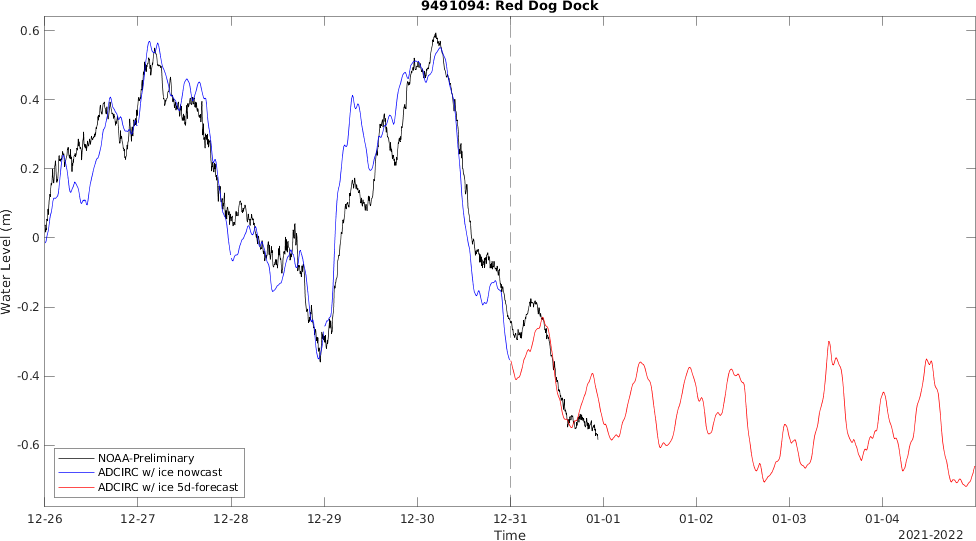 9491094: Red Dog Dock
Water Level (m)
0.6
0.4
0.2
0
-0.2
-0.4
-0.6
NOAA-Preliminary
ADCIRC w/ ice nowcast
ADCIRC w/ ice 5d-forecast
12-26 12-27 12-28 12-29 12-30 12-31 01-01 01-02 01-03 01-04
Time
2021-2022